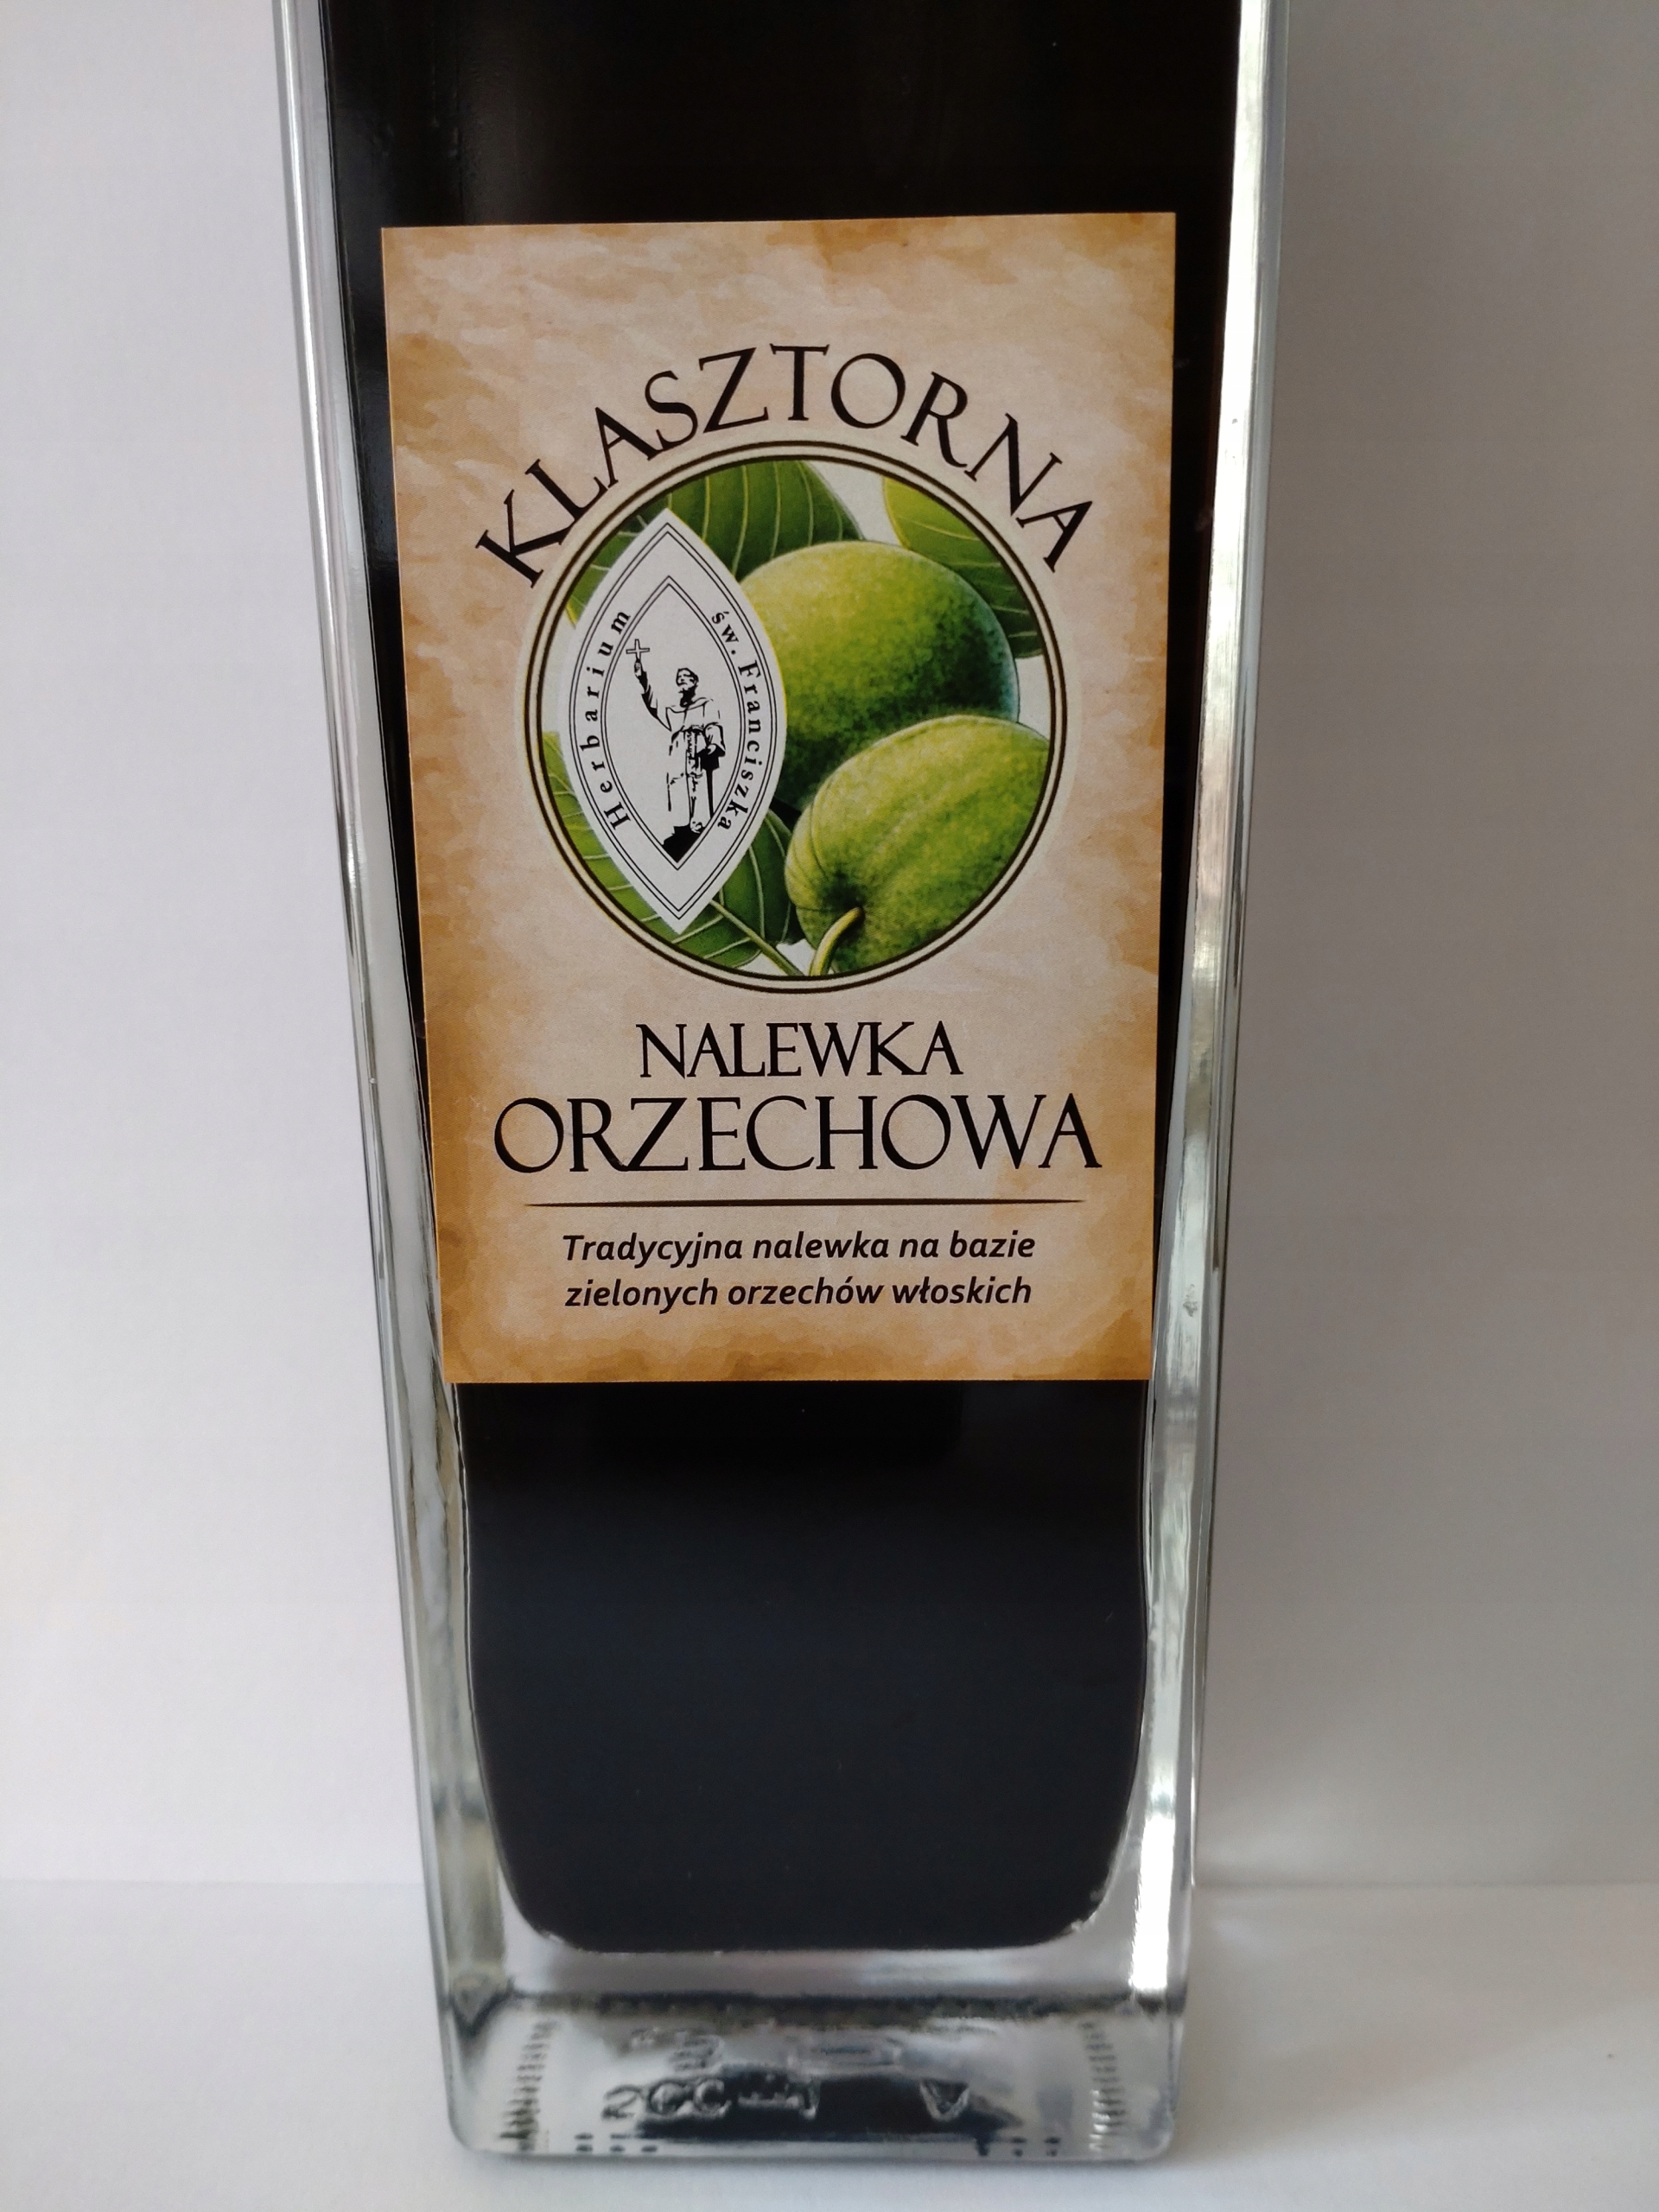 KLASZTORNA
Herbarium
św. Franciszka
NALEWKA
ORZECHOWA
Tradycyjna nalewka na bazie
zielonych orzechów włoskich